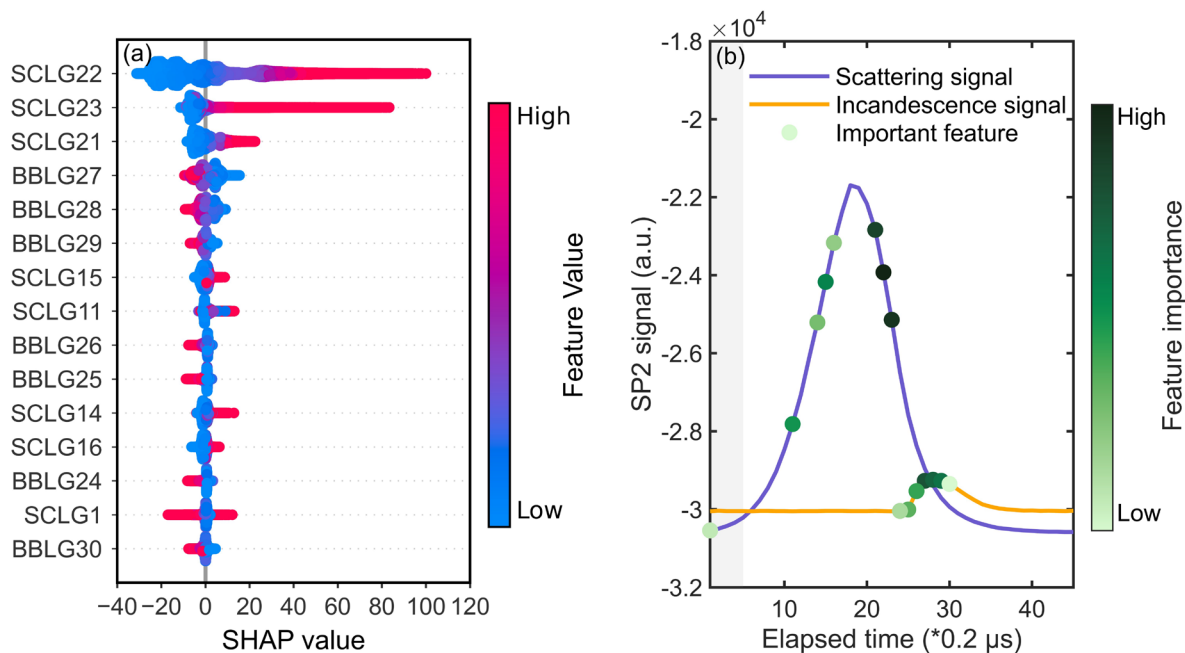 (a)
SCLG22
SCLG23
SCLG21
BBLG27
BBLG28
BBLG29
SCLG15
SCLG11
BBLG26
BBLG25
SCLG14
SCLG16
BBLG24
SCLG1
BBLG30
−40 −20 0 20 40 60 80 100 120
SHAP value
High
Low
Feature Value
×10⁴
(b)
-1.8
-2
-2.2
-2.4
-2.6
-2.8
-3
-3.2
SP2 signal (a.u.)
Scattering signal
Incandescence signal
Important feature
10 20 30 40
Elapsed time (*0.2 μs)
High
Low
Feature importance